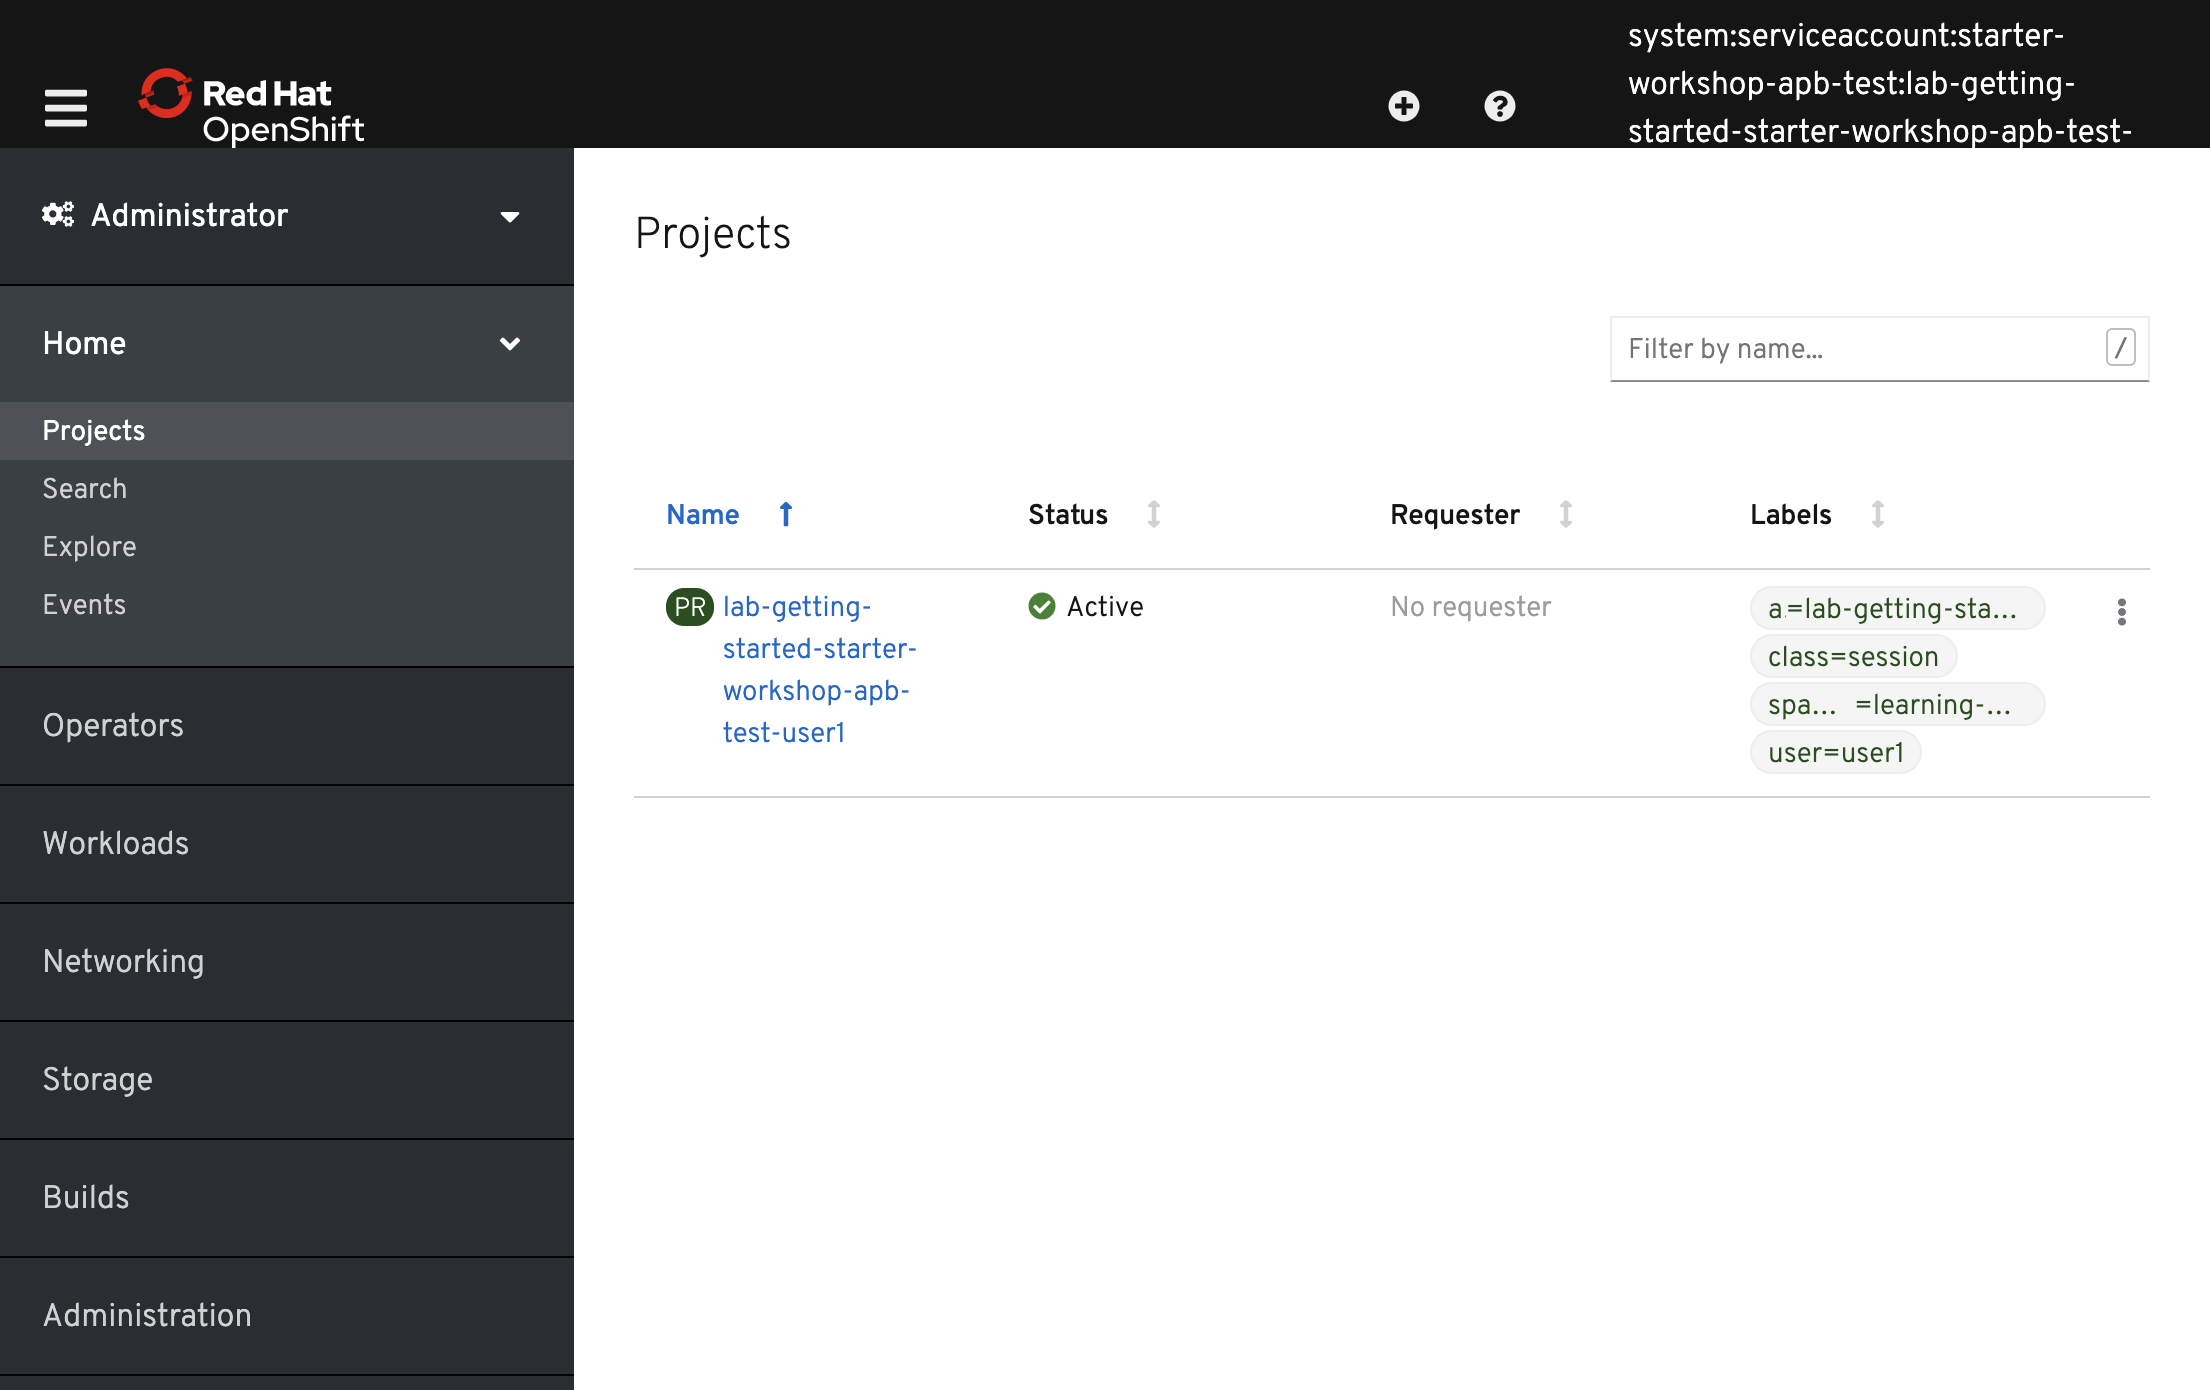 system:serviceaccount:starter-
workshop-apb-test:lab-getting-
started-starter-workshop-apb-test-
Red Hat
OpenShift
Administrator
Home
Projects
Search
Explore
Events
Operators
Workloads
Networking
Storage
Builds
Administration
Projects
Filter by name...
/
Name Status Requester Labels
PR lab-getting-
started-starter-
workshop-apb-
test-user1
Active
No requester
a.=lab-getting-sta...
class=session
spa... =learning-...
user=user1